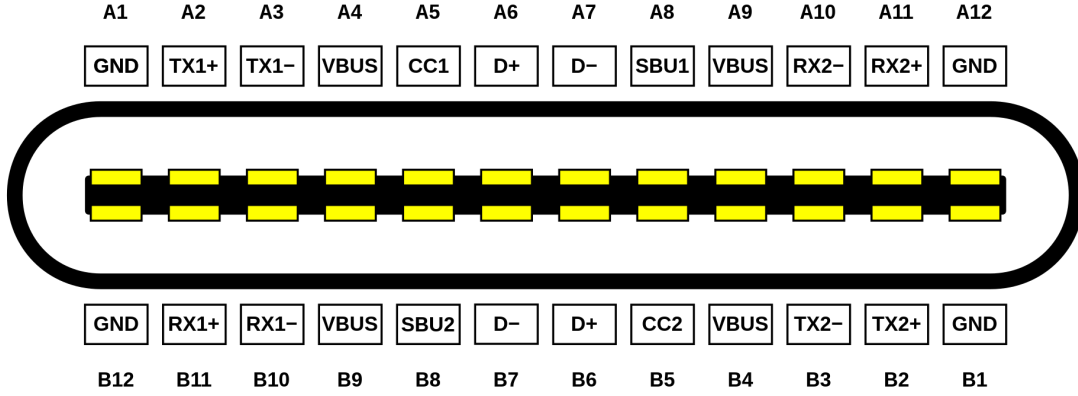 A1 A2 A3 A4 A5 A6 A7 A8 A9 A10 A11 A12
GND TX1+ TX1− VBUS CC1 D+ D− SBU1 VBUS RX2− RX2+ GND
GND RX1+ RX1− VBUS SBU2 D− D+ CC2 VBUS TX2− TX2+ GND
B12 B11 B10 B9 B8 B7 B6 B5 B4 B3 B2 B1